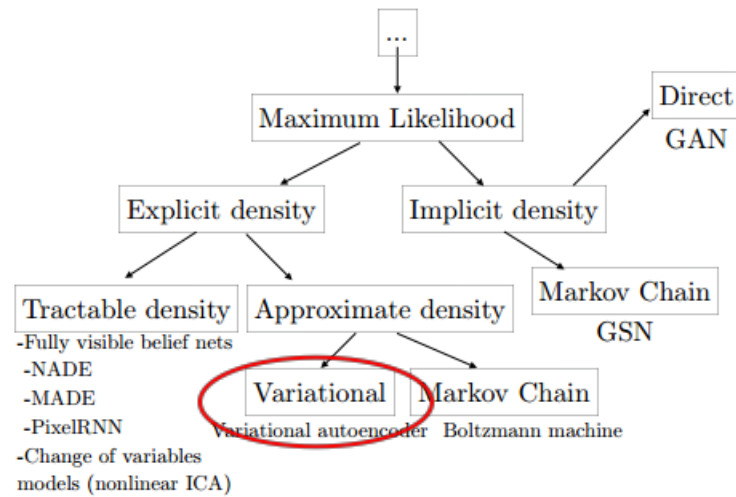 ...
Maximum Likelihood
Direct
GAN
Explicit density
Implicit density
Tractable density
Approximate density
Markov Chain
GSN
-Fully visible belief nets
-NADE
-MADE
-PixelRNN
-Change of variables
models (nonlinear ICA)
Variational
Markov Chain
Variational autoencoder
Boltzmann machine